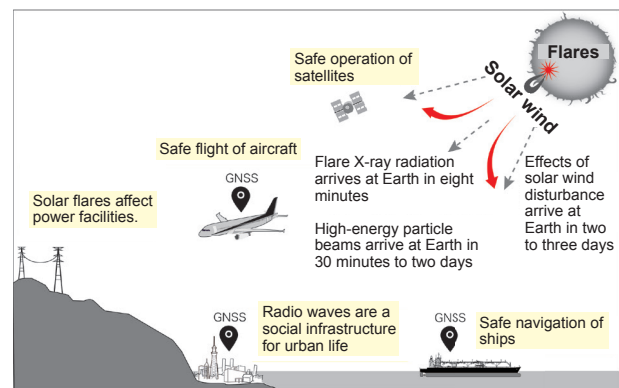 Flares
Solar wind
Safe operation of
satellites
Safe flight of aircraft
GNSS
Flare X-ray radiation
arrives at Earth in eight
minutes
High-energy particle
beams arrive at Earth in
30 minutes to two days
Effects of
solar wind
disturbance
arrive at
Earth in two
to three days
Solar flares affect
power facilities.
GNSS
Radio waves are a
social infrastructure
for urban life
GNSS
Safe navigation of
ships